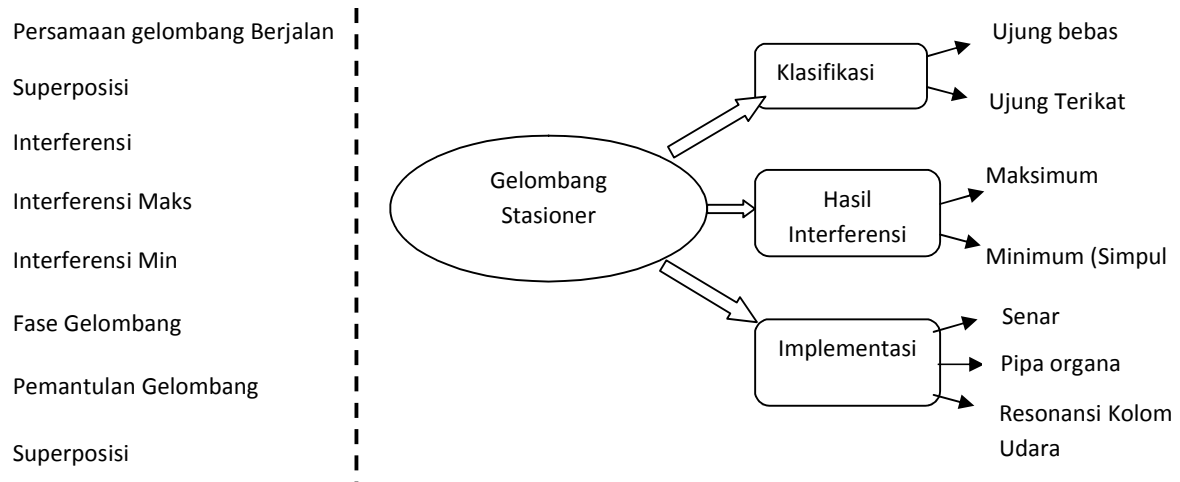 Persamaan gelombang Berjalan
Superposisi
Interferensi
Interferensi Maks
Interferensi Min
Fase Gelombang
Pemantulan Gelombang
Superposisi
Gelombang
Stasioner
Klasifikasi
Ujung bebas
Ujung Terikat
Hasil
Interferensi
Maksimum
Minimum (Simpul
Implementasi
Senar
Pipa organa
Resonansi Kolom
Udara